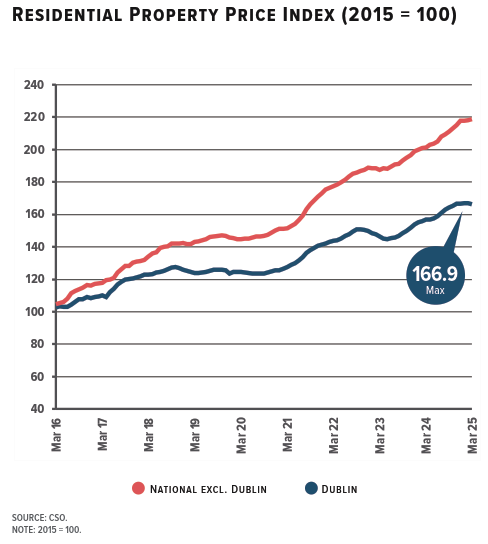 Residential Property Price Index (2015 = 100)
240
220
200
180
160
140
120
100
80
60
40
166.9
Max
Mar 16
Mar 17
Mar 18
Mar 19
Mar 20
Mar 21
Mar 22
Mar 23
Mar 24
Mar 25
National excl. Dublin
Dublin
SOURCE: CSO.
NOTE: 2015 = 100.